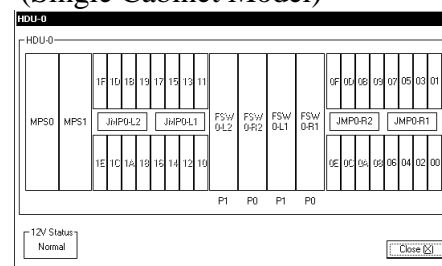 (Single Cabinet Model)
HDU-0
HDU-0
1F 1D 1B 19 17 15 13 11
0F 0D 0B 09 07 05 03 01
MPS0 MPS1 JMP0-L2 JMP0-L1 FSW 0-L2 FSW 0-R2 FSW 0-L1 FSW 0-R1 JMP0-R2 JMP0-R1
1E 1C 1A 18 16 14 12 10
0E 0C 0A 08 06 04 02 00
P1 P0 P1 P0
12V Status
Normal
Close [X]